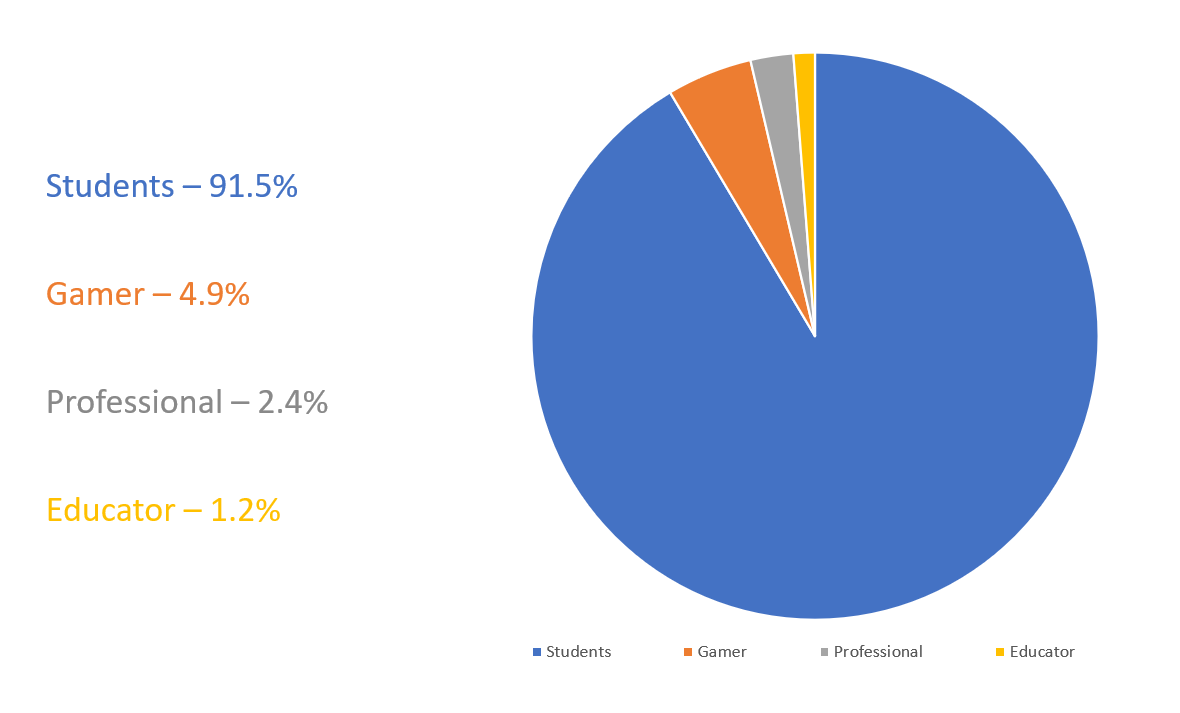 Students – 91.5%
Gamer – 4.9%
Professional – 2.4%
Educator – 1.2%
Students Gamer Professional Educator